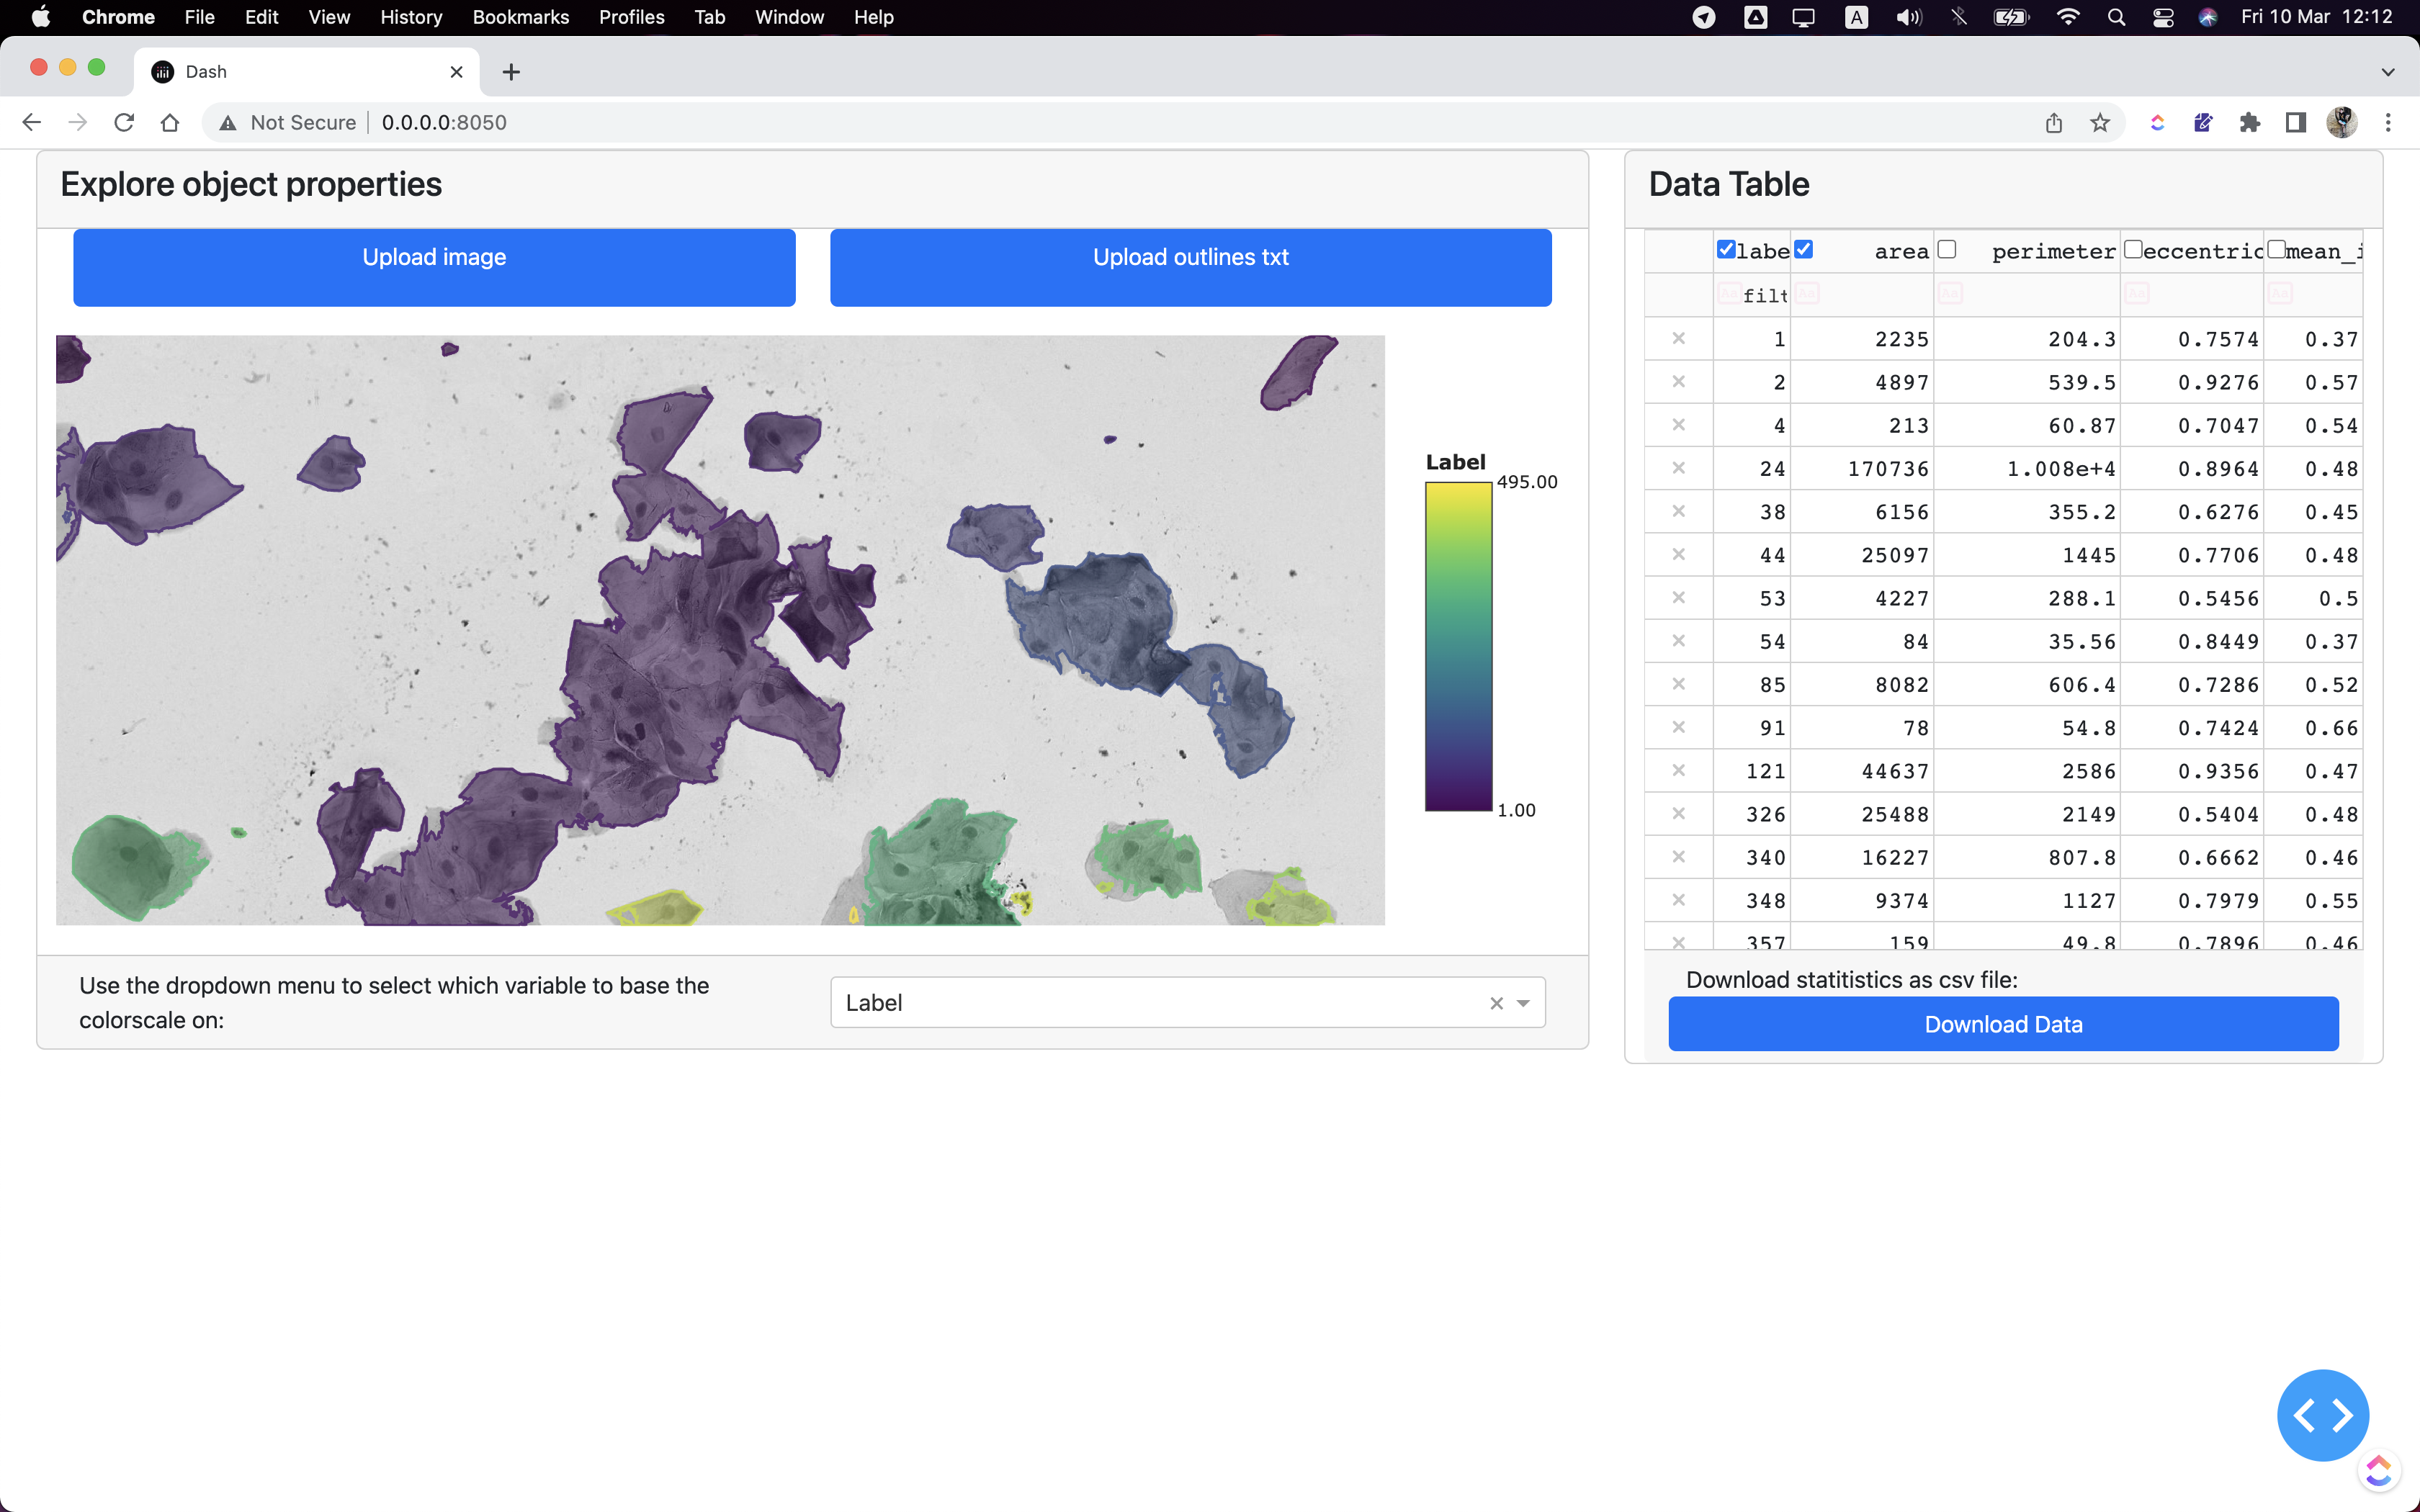 Chrome File Edit View History Bookmarks Profiles Tab Window Help A Fri 10 Mar 12:12
Dash
Not Secure 0.0.0.0:8050
Explore object properties
Upload image Upload outlines txt
Label
495.00
1.00
Use the dropdown menu to select which variable to base the
colorscale on:
Label
Data Table
labe area perimeter eccentric mean_i
Aa filt Aa Aa Aa Aa
1 2235 204.3 0.7574 0.37
2 4897 539.5 0.9276 0.57
4 213 60.87 0.7047 0.54
24 170736 1.008e+4 0.8964 0.48
38 6156 355.2 0.6276 0.45
44 25097 1445 0.7706 0.48
53 4227 288.1 0.5456 0.5
54 84 35.56 0.8449 0.37
85 8082 606.4 0.7286 0.52
91 78 54.8 0.7424 0.66
121 44637 2586 0.9356 0.47
326 25488 2149 0.5404 0.48
340 16227 807.8 0.6662 0.46
348 9374 1127 0.7979 0.55
357 159 49.8 0.7896 0.46
Download statitistics as csv file:
Download Data